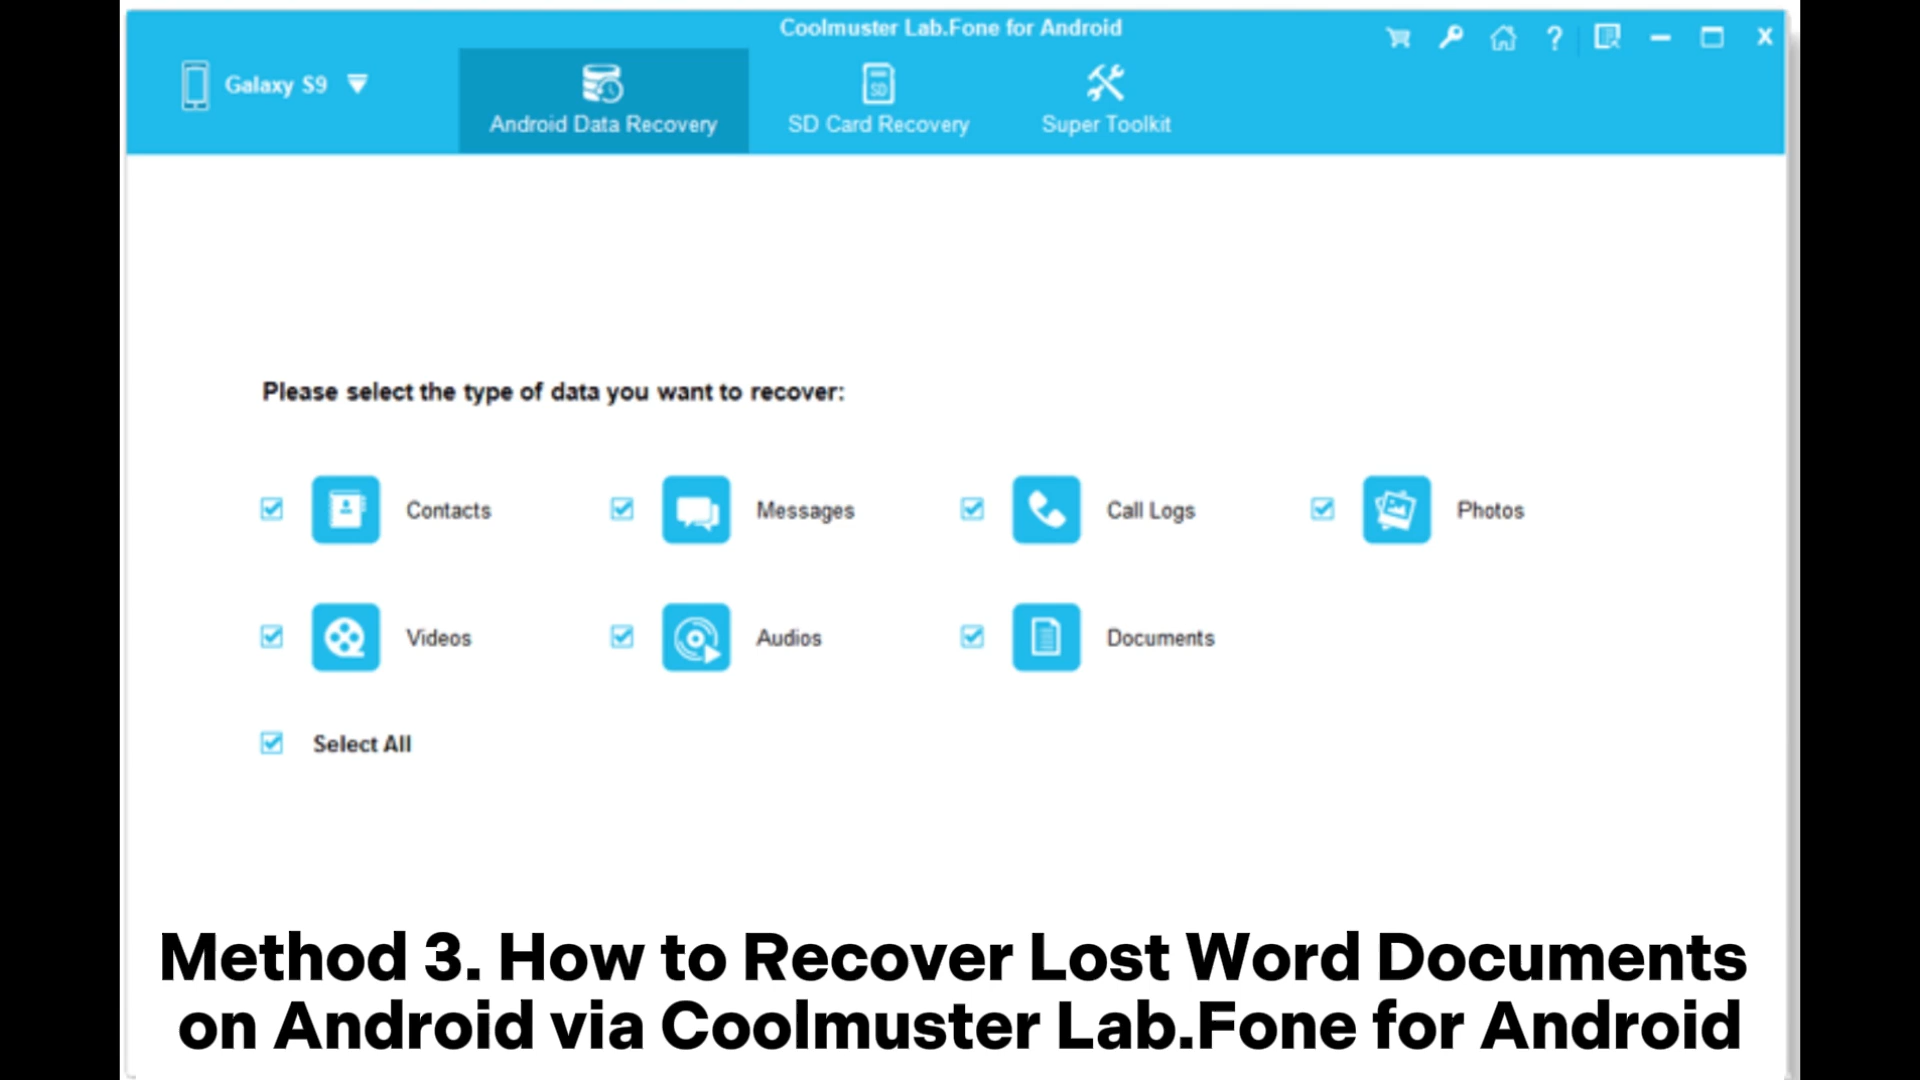 Coolmuster Lab.Fone for Android
Galaxy S9
Android Data Recovery
SD
SD Card Recovery
Super Toolkit
Please select the type of data you want to recover:
Contacts
Messages
Call Logs
Photos
Videos
Audios
Documents
Select All
Method 3. How to Recover Lost Word Documents
on Android via Coolmuster Lab.Fone for Android